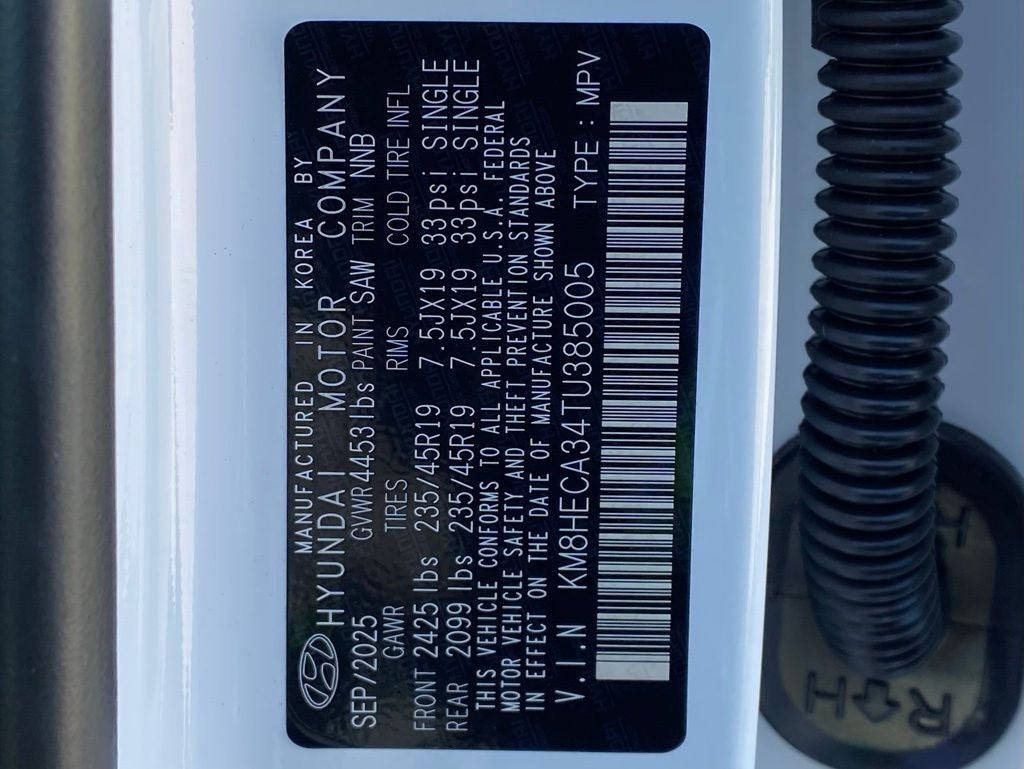 MANUFACTURED IN KOREA BY
HYUNDAI MOTOR COMPANY
SEP/2025 GVWR4453lbs PAINT SAW TRIM NNB
GAWR TIRES RIMS COLD TIRE INFL
FRONT 2425 lbs 235/45R19 7.5JX19 33psi SINGLE
REAR 2099 lbs 235/45R19 7.5JX19 33psi SINGLE
THIS VEHICLE CONFORMS TO ALL APPLICABLE U.S.A. FEDERAL
MOTOR VEHICLE SAFETY AND THEFT PREVENTION STANDARDS
IN EFFECT ON THE DATE OF MANUFACTURE SHOWN ABOVE
V.I.N KM8HECA34TU385005 TYPE : MPV
R H
H